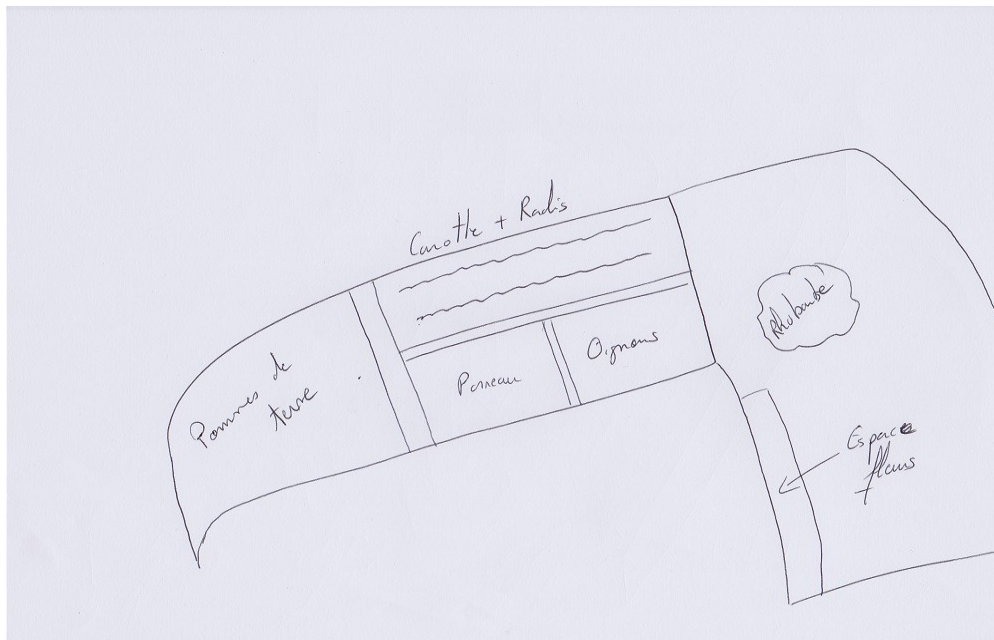 Carotte + Radis
Pommes de
terre
Poireau
Oignons
Rhubarbe
Espace
fleurs